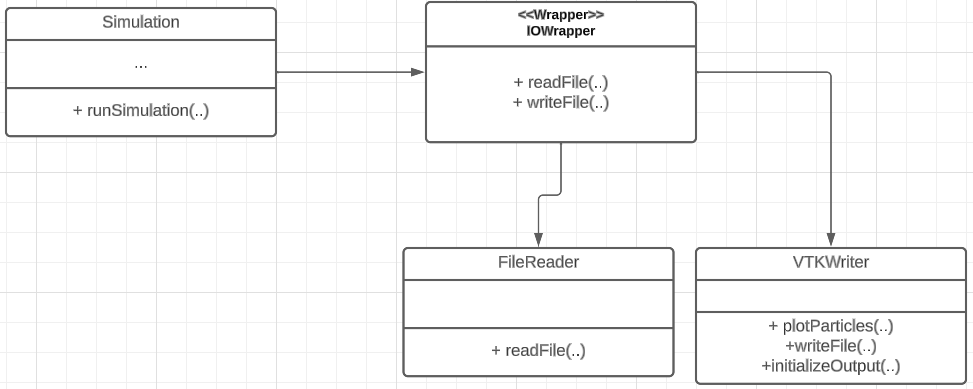 Simulation
...
+ runSimulation(..)
<<Wrapper>>
IOWrapper
+ readFile(..)
+ writeFile(..)
FileReader
+ readFile(..)
VTKWriter
+ plotParticles(..)
+writeFile(..)
+initializeOutput(..)